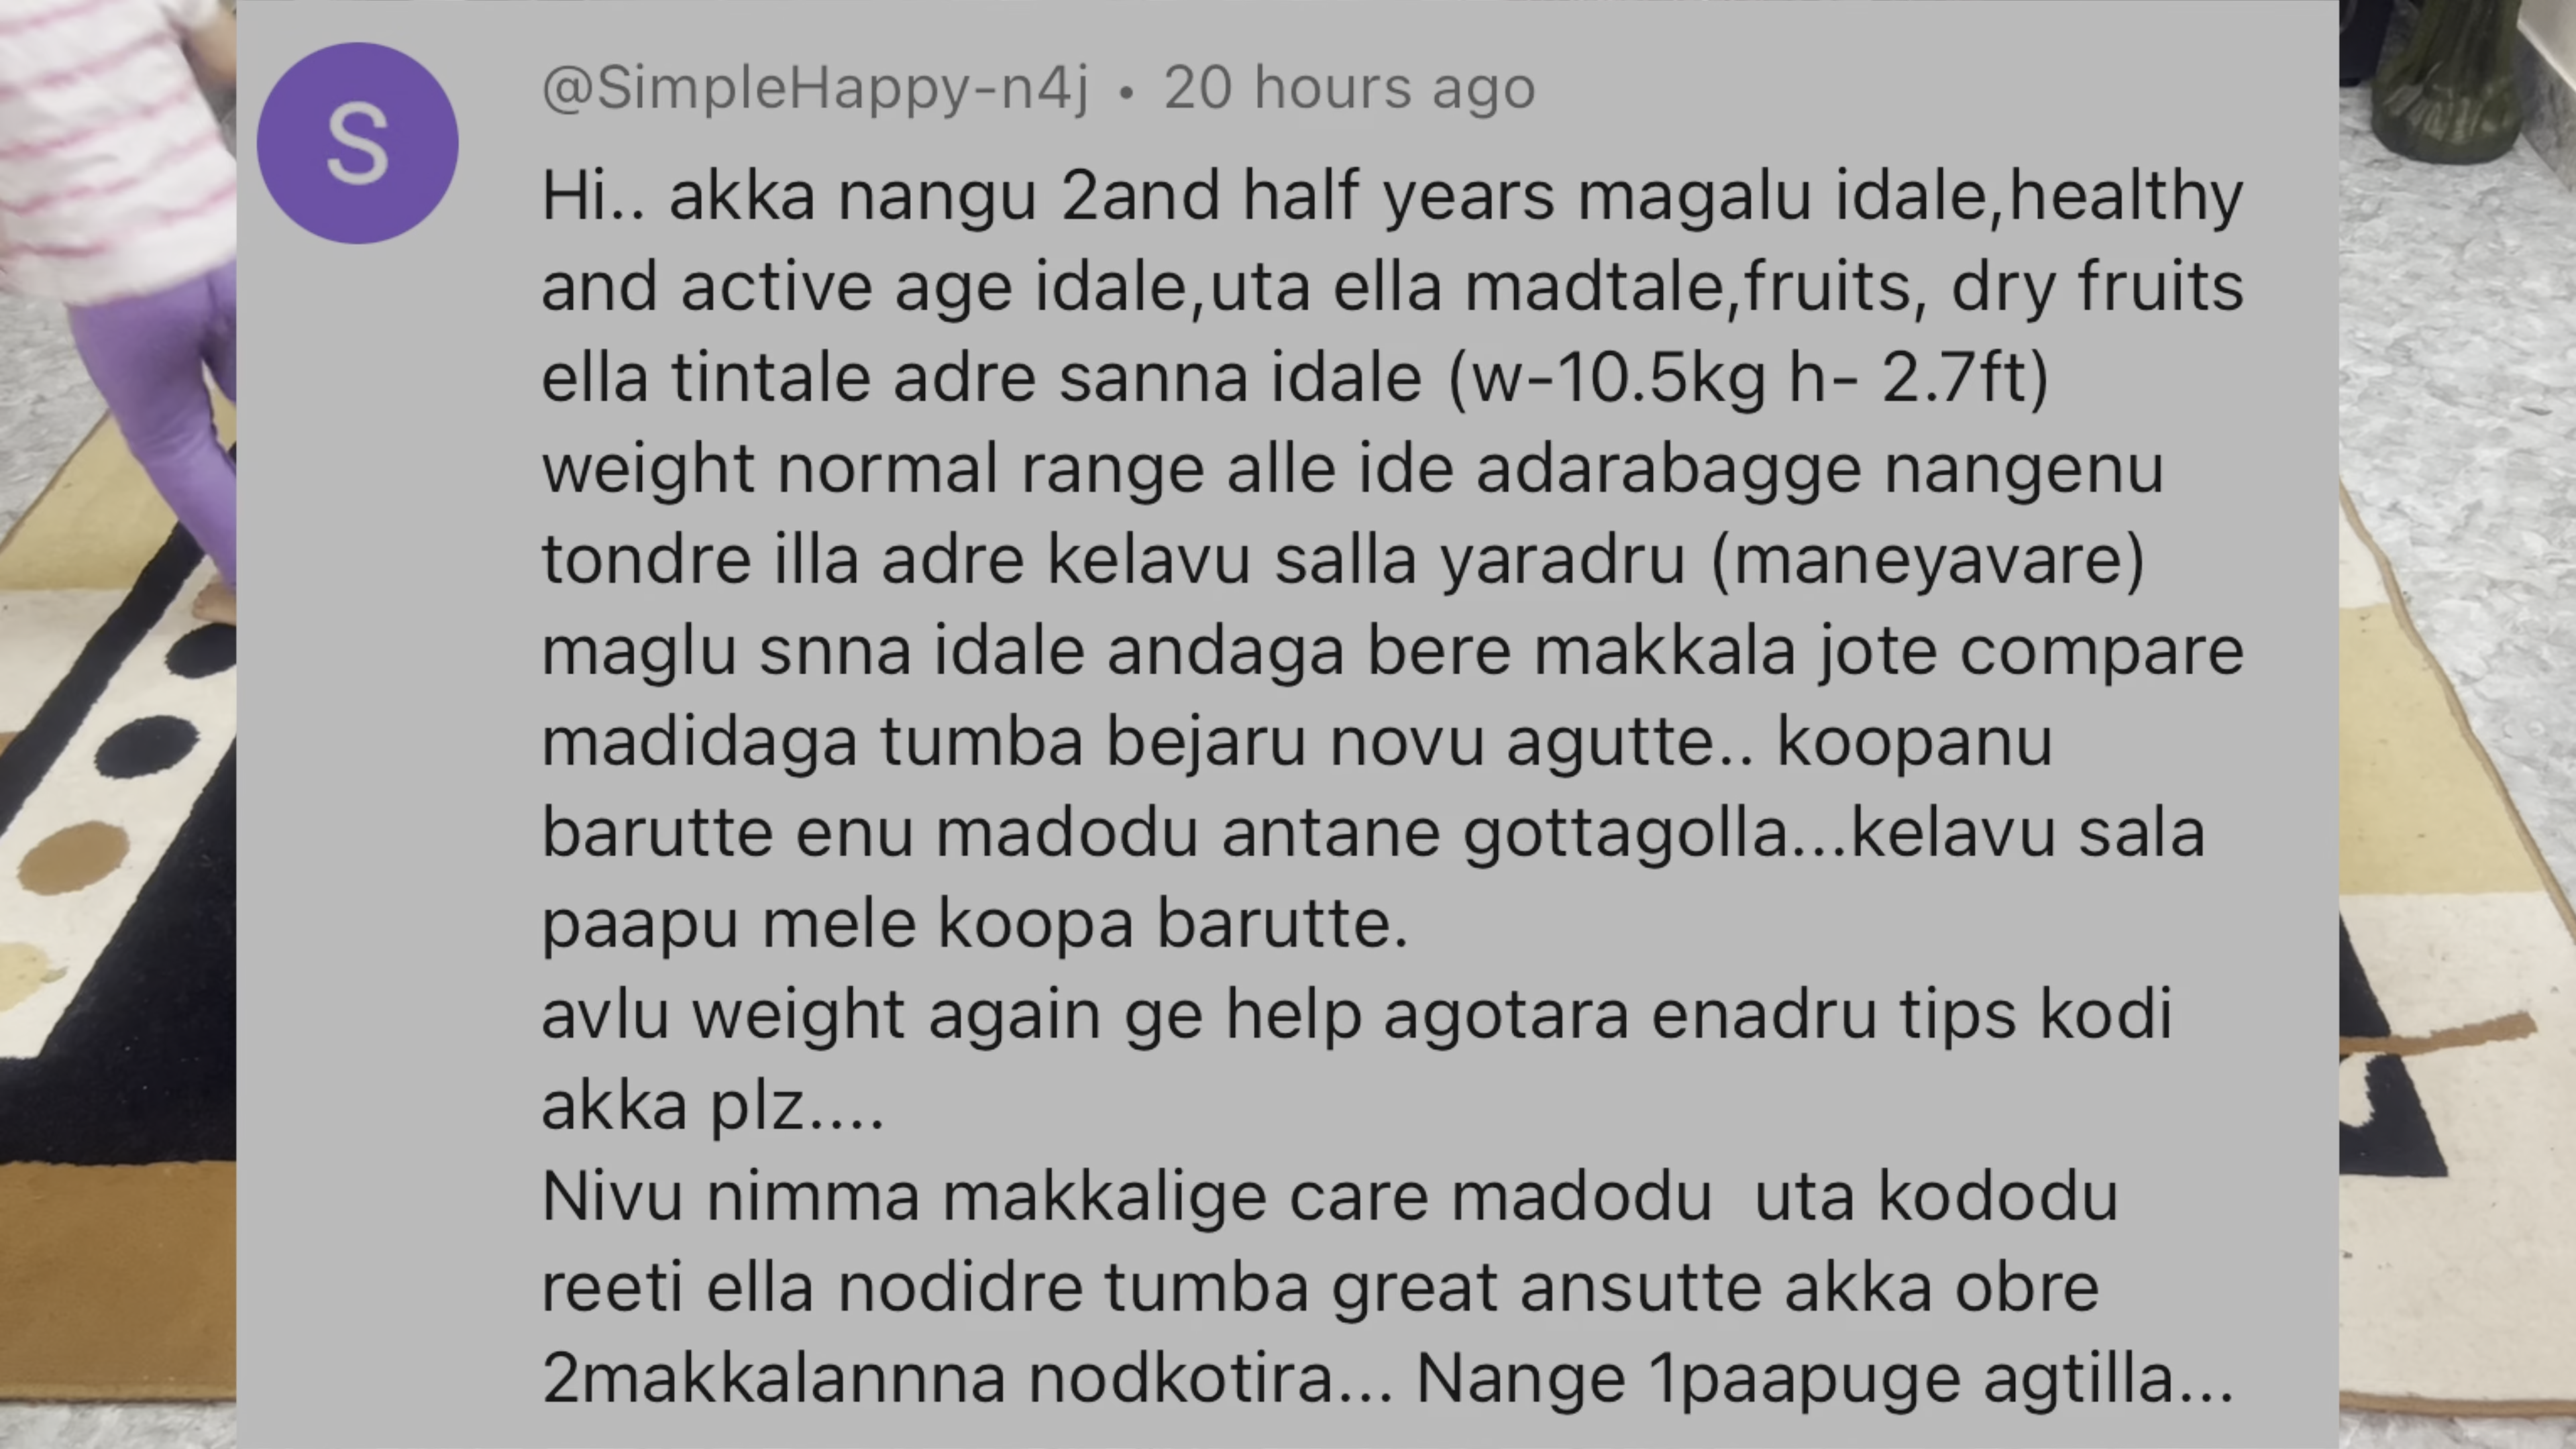 S
@SimpleHappy-n4j • 20 hours ago
Hi.. akka nangu 2and half years magalu idale,healthy
and active age idale,uta ella madtale,fruits, dry fruits
ella tintale adre sanna idale (w-10.5kg h- 2.7ft)
weight normal range alle ide adarabagge nangenu
tondre illa adre kelavu salla yaradru (maneyavare)
maglu snna idale andaga bere makkala jote compare
madidaga tumba bejaru novu agutte.. koopanu
barutte enu madodu antane gottagolla...kelavu sala
paapu mele koopa barutte.
avlu weight again ge help agotara enadru tips kodi
akka plz....
Nivu nimma makkalige care madodu  uta kododu
reeti ella nodidre tumba great ansutte akka obre
2makkalannna nodkotira... Nange 1paapuge agtilla...